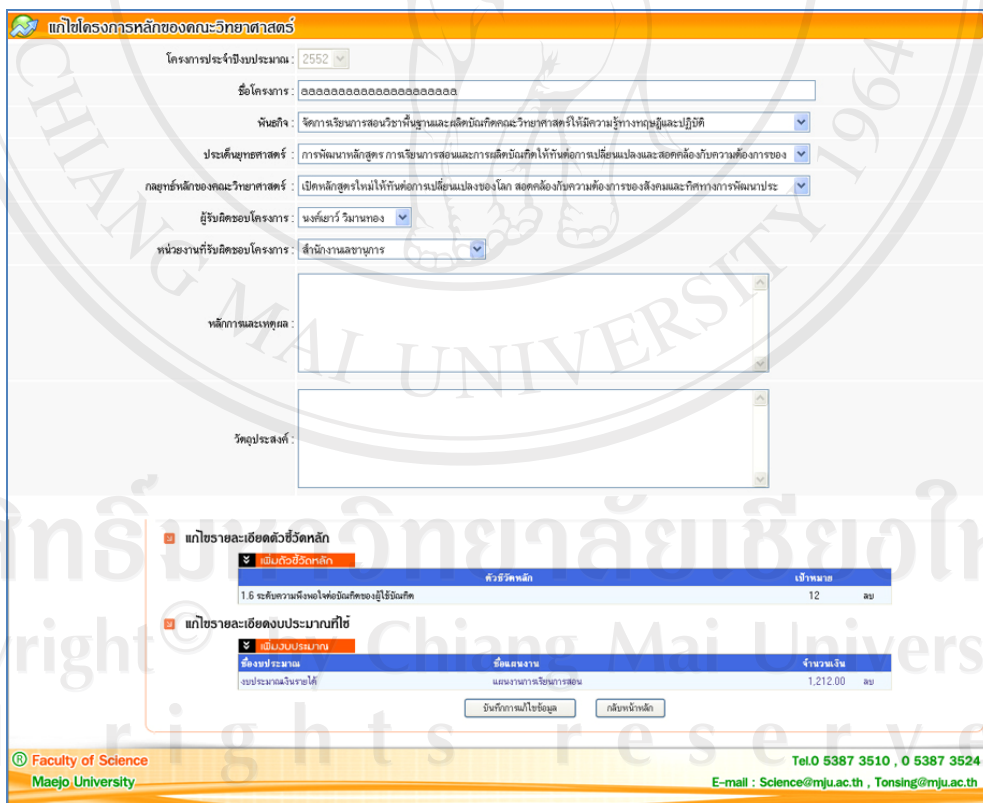 แก้ไขโครงการหลักของคณะวิทยาศาสตร์
โครงการประจำปีงบประมาณ : 2552
ชื่อโครงการ : aaaaaaaaaaaaaaaaaaaaa
พันธกิจ : จัดการเรียนการสอนวิชาพื้นฐานและผลิตบัณฑิตคณะวิทยาศาสตร์ให้มีความรู้ทางทฤษฎีและปฏิบัติ
ประเด็นยุทธศาสตร์ : การพัฒนาหลักสูตร การเรียนการสอนและการผลิตบัณฑิตให้ทันต่อการเปลี่ยนแปลงและสอดคล้องกับความต้องการของ
กลยุทธ์หลักของคณะวิทยาศาสตร์ : เปิดหลักสูตรใหม่ให้ทันต่อการเปลี่ยนแปลงของโลก สอดคล้องกับความต้องการของสังคมและทิศทางการพัฒนาประ
ผู้รับผิดชอบโครงการ : นงค์เยาว์ วิมานทอง
หน่วยงานที่รับผิดชอบโครงการ : สำนักงานเลขานุการ
หลักการและเหตุผล :
วัตถุประสงค์ :
แก้ไขรายละเอียดตัวชี้วัดหลัก
เพิ่มตัวชี้วัดหลัก
ตัวชี้วัดหลัก เป้าหมาย
1.6 ระดับความพึงพอใจต่อบัณฑิตของผู้ใช้บัณฑิต 12 ลบ
แก้ไขรายละเอียดงบประมาณที่ใช้
เพิ่มงบประมาณ
ชื่องบประมาณ ชื่อแผนงาน จำนวนเงิน
งบประมาณเงินรายได้ แผนงานการเรียนการสอน 1,212.00 ลบ
บันทึกการแก้ไขข้อมูล กลับหน้าหลัก
® Faculty of Science Tel.0 5387 3510 , 0 5387 3524
Maejo University E-mail : Science@mju.ac.th , Tonsing@mju.ac.th
CHIANG MAI UNIVERSITY 1964
สิทธิ์มหาวิทยาลัยเชียงให
right © by Chiang Mai Univers
rights reserve